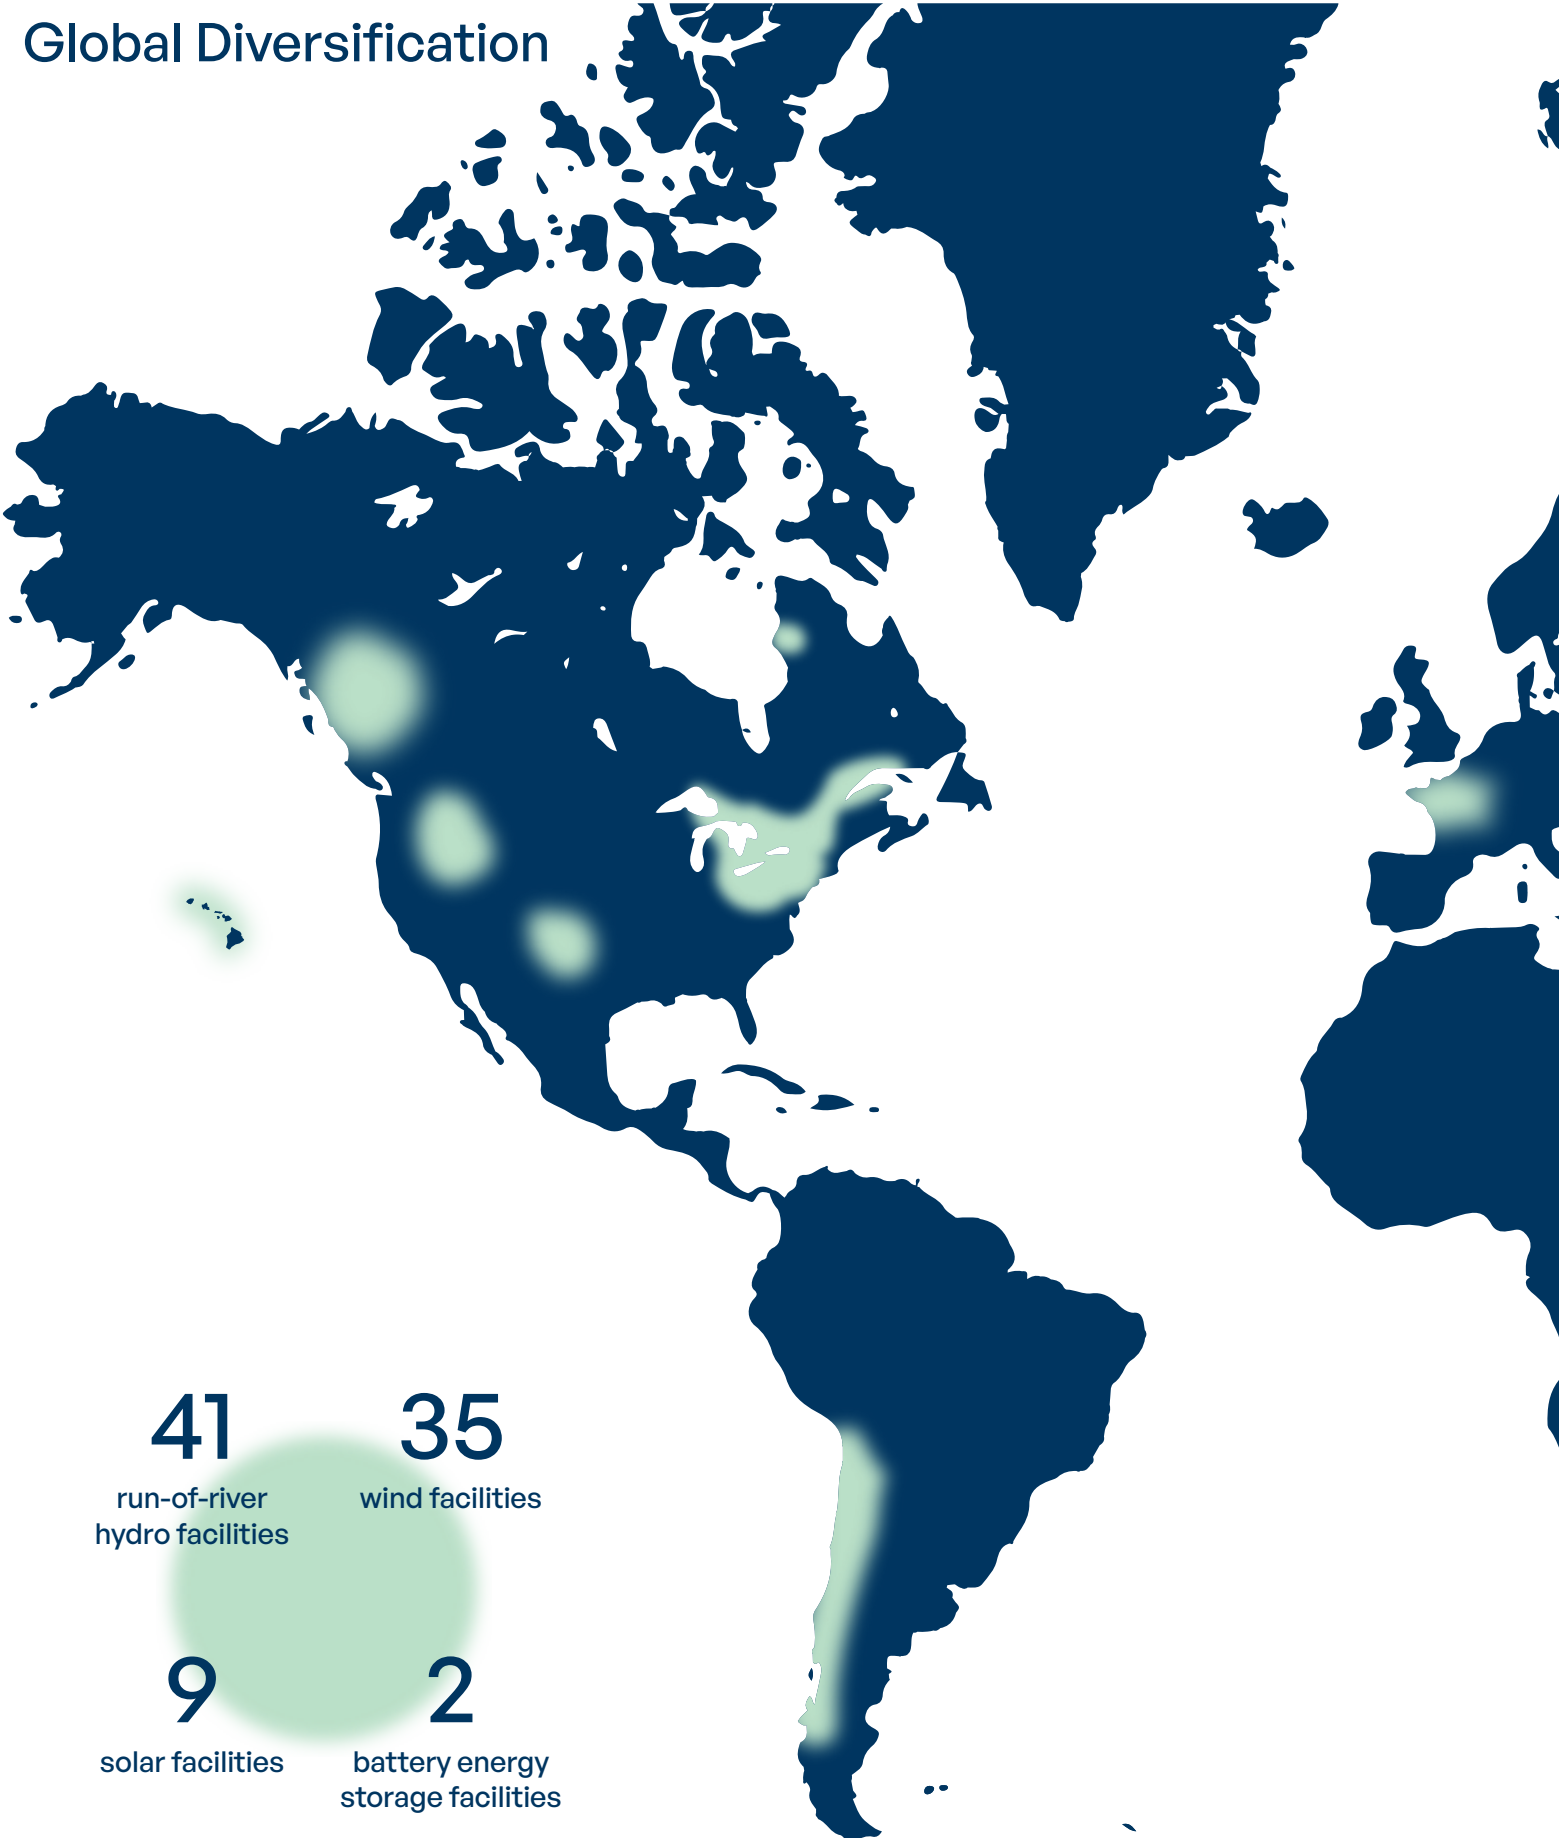 Global Diversification
41
run-of-river
hydro facilities
35
wind facilities
9
solar facilities
2
battery energy
storage facilities